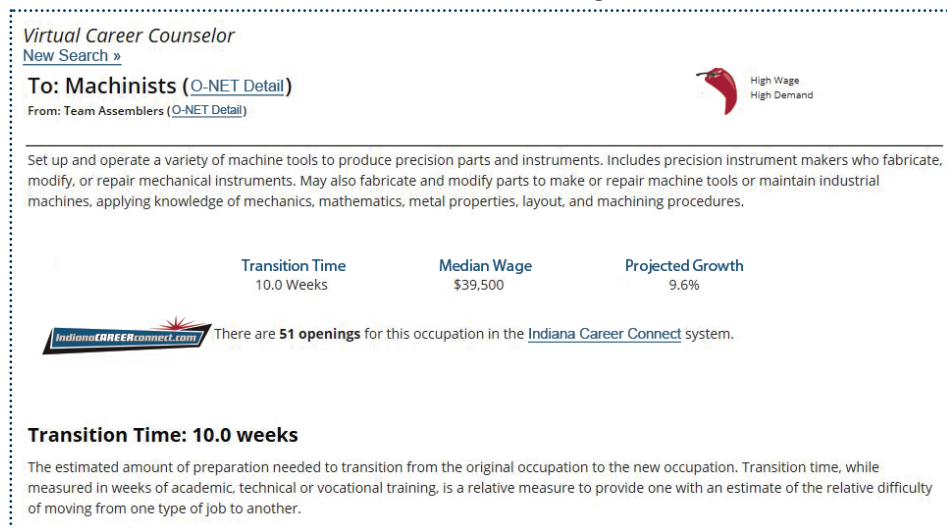 Virtual Career Counselor
New Search »
To: Machinists (O-NET Detail)
From: Team Assemblers (O-NET Detail)
High Wage
High Demand
Set up and operate a variety of machine tools to produce precision parts and instruments. Includes precision instrument makers who fabricate,
modify, or repair mechanical instruments. May also fabricate and modify parts to make or repair machine tools or maintain industrial
machines, applying knowledge of mechanics, mathematics, metal properties, layout, and machining procedures.
Transition Time Median Wage Projected Growth
10.0 Weeks $39,500 9.6%
IndianaCAREERconnect.com There are 51 openings for this occupation in the Indiana Career Connect system.
Transition Time: 10.0 weeks
The estimated amount of preparation needed to transition from the original occupation to the new occupation. Transition time, while
measured in weeks of academic, technical or vocational training, is a relative measure to provide one with an estimate of the relative difficulty
of moving from one type of job to another.